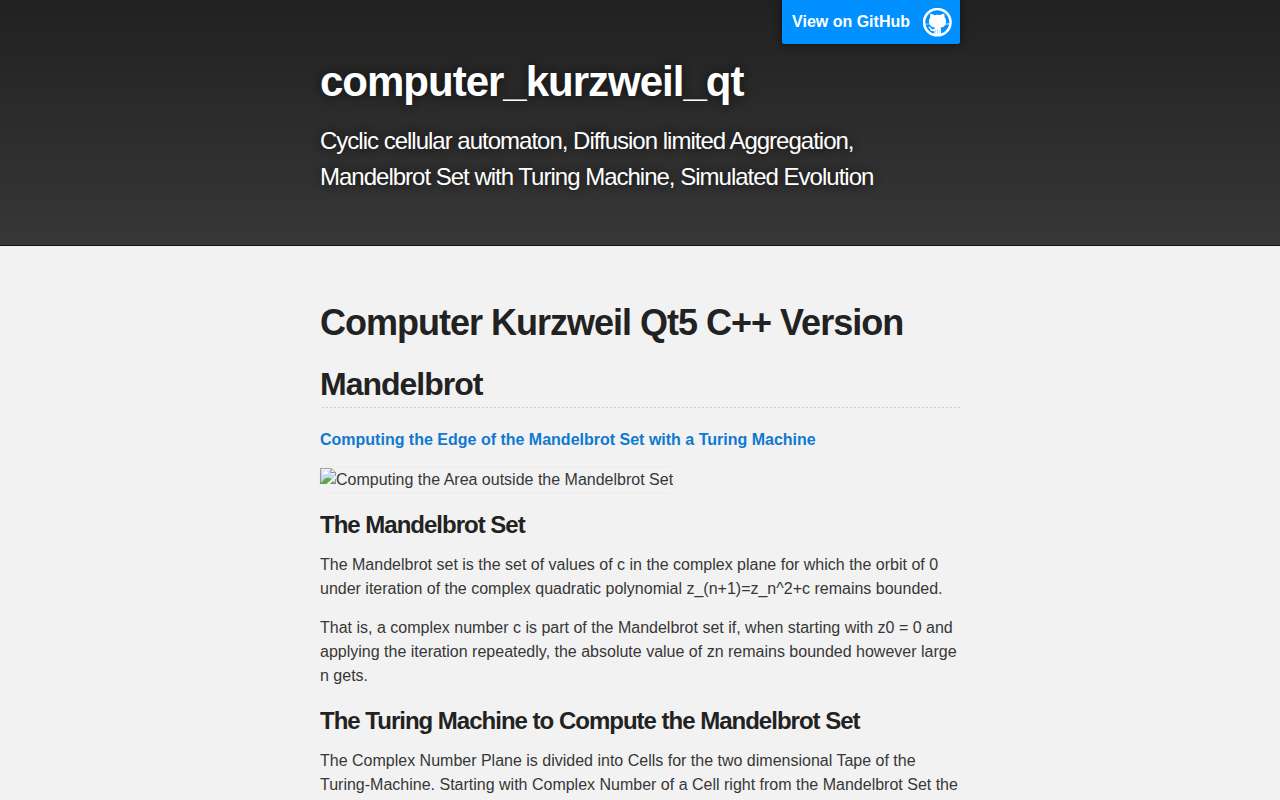 View on GitHub
computer_kurzweil_qt
Cyclic cellular automaton, Diffusion limited Aggregation,
Mandelbrot Set with Turing Machine, Simulated Evolution
Computer Kurzweil Qt5 C++ Version
Mandelbrot
Computing the Edge of the Mandelbrot Set with a Turing Machine
Computing the Area outside the Mandelbrot Set
The Mandelbrot Set
The Mandelbrot set is the set of values of c in the complex plane for which the orbit of 0
under iteration of the complex quadratic polynomial z_(n+1)=z_n^2+c remains bounded.
That is, a complex number c is part of the Mandelbrot set if, when starting with z0 = 0 and
applying the iteration repeatedly, the absolute value of zn remains bounded however large
n gets.
The Turing Machine to Compute the Mandelbrot Set
The Complex Number Plane is divided into Cells for the two dimensional Tape of the
Turing-Machine. Starting with Complex Number of a Cell right from the Mandelbrot Set the